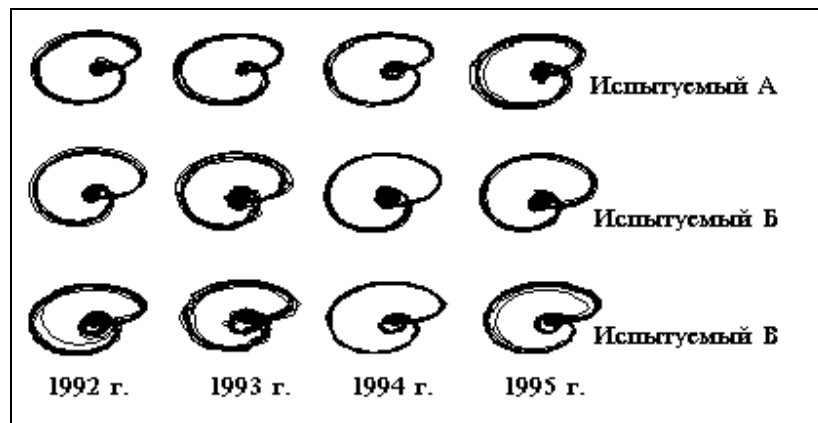 Испытуемый А
Испытуемый Б
Испытуемый Б
1992 г. 1993 г. 1994 г. 1995 г.